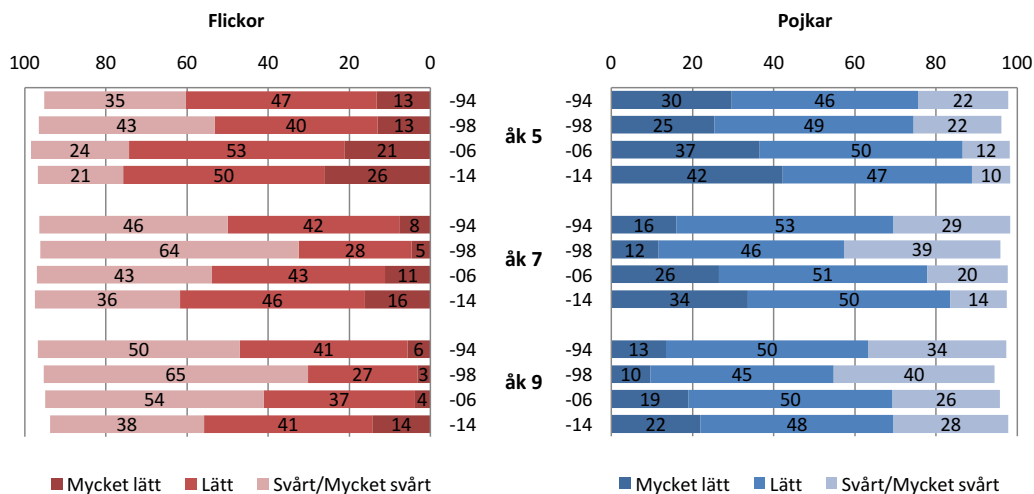 Flickor Pojkar
100 80 60 40 20 0 0 20 40 60 80 100
35 47 13 -94 -94 30 46 22
43 40 13 -98 åk 5 -98 25 49 22
24 53 21 -06 -06 37 50 12
21 50 26 -14 -14 42 47 10
46 42 8 -94 -94 16 53 29
64 28 5 -98 åk 7 -98 12 46 39
43 43 11 -06 -06 26 51 20
36 46 16 -14 -14 34 50 14
50 41 6 -94 -94 13 50 34
65 27 3 -98 åk 9 -98 10 45 40
54 37 4 -06 -06 19 50 26
38 41 14 -14 -14 22 48 28
Mycket lätt Lätt Svårt/Mycket svårt Mycket lätt Lätt Svårt/Mycket svårt